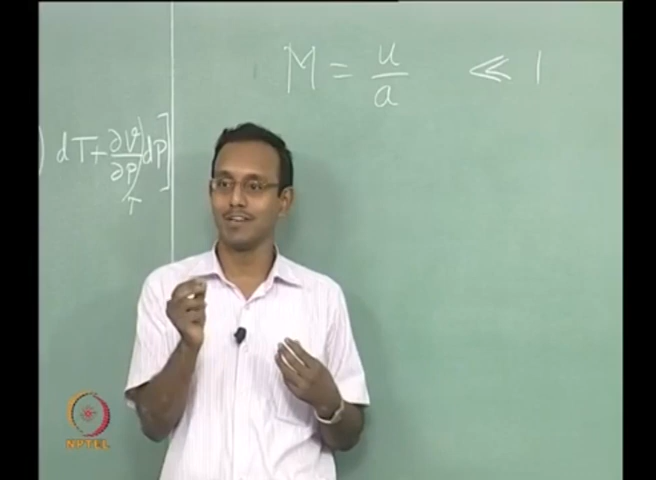 M = u/a ≪ 1
) dT + ∂v/∂p)_T dp]
NPTEL